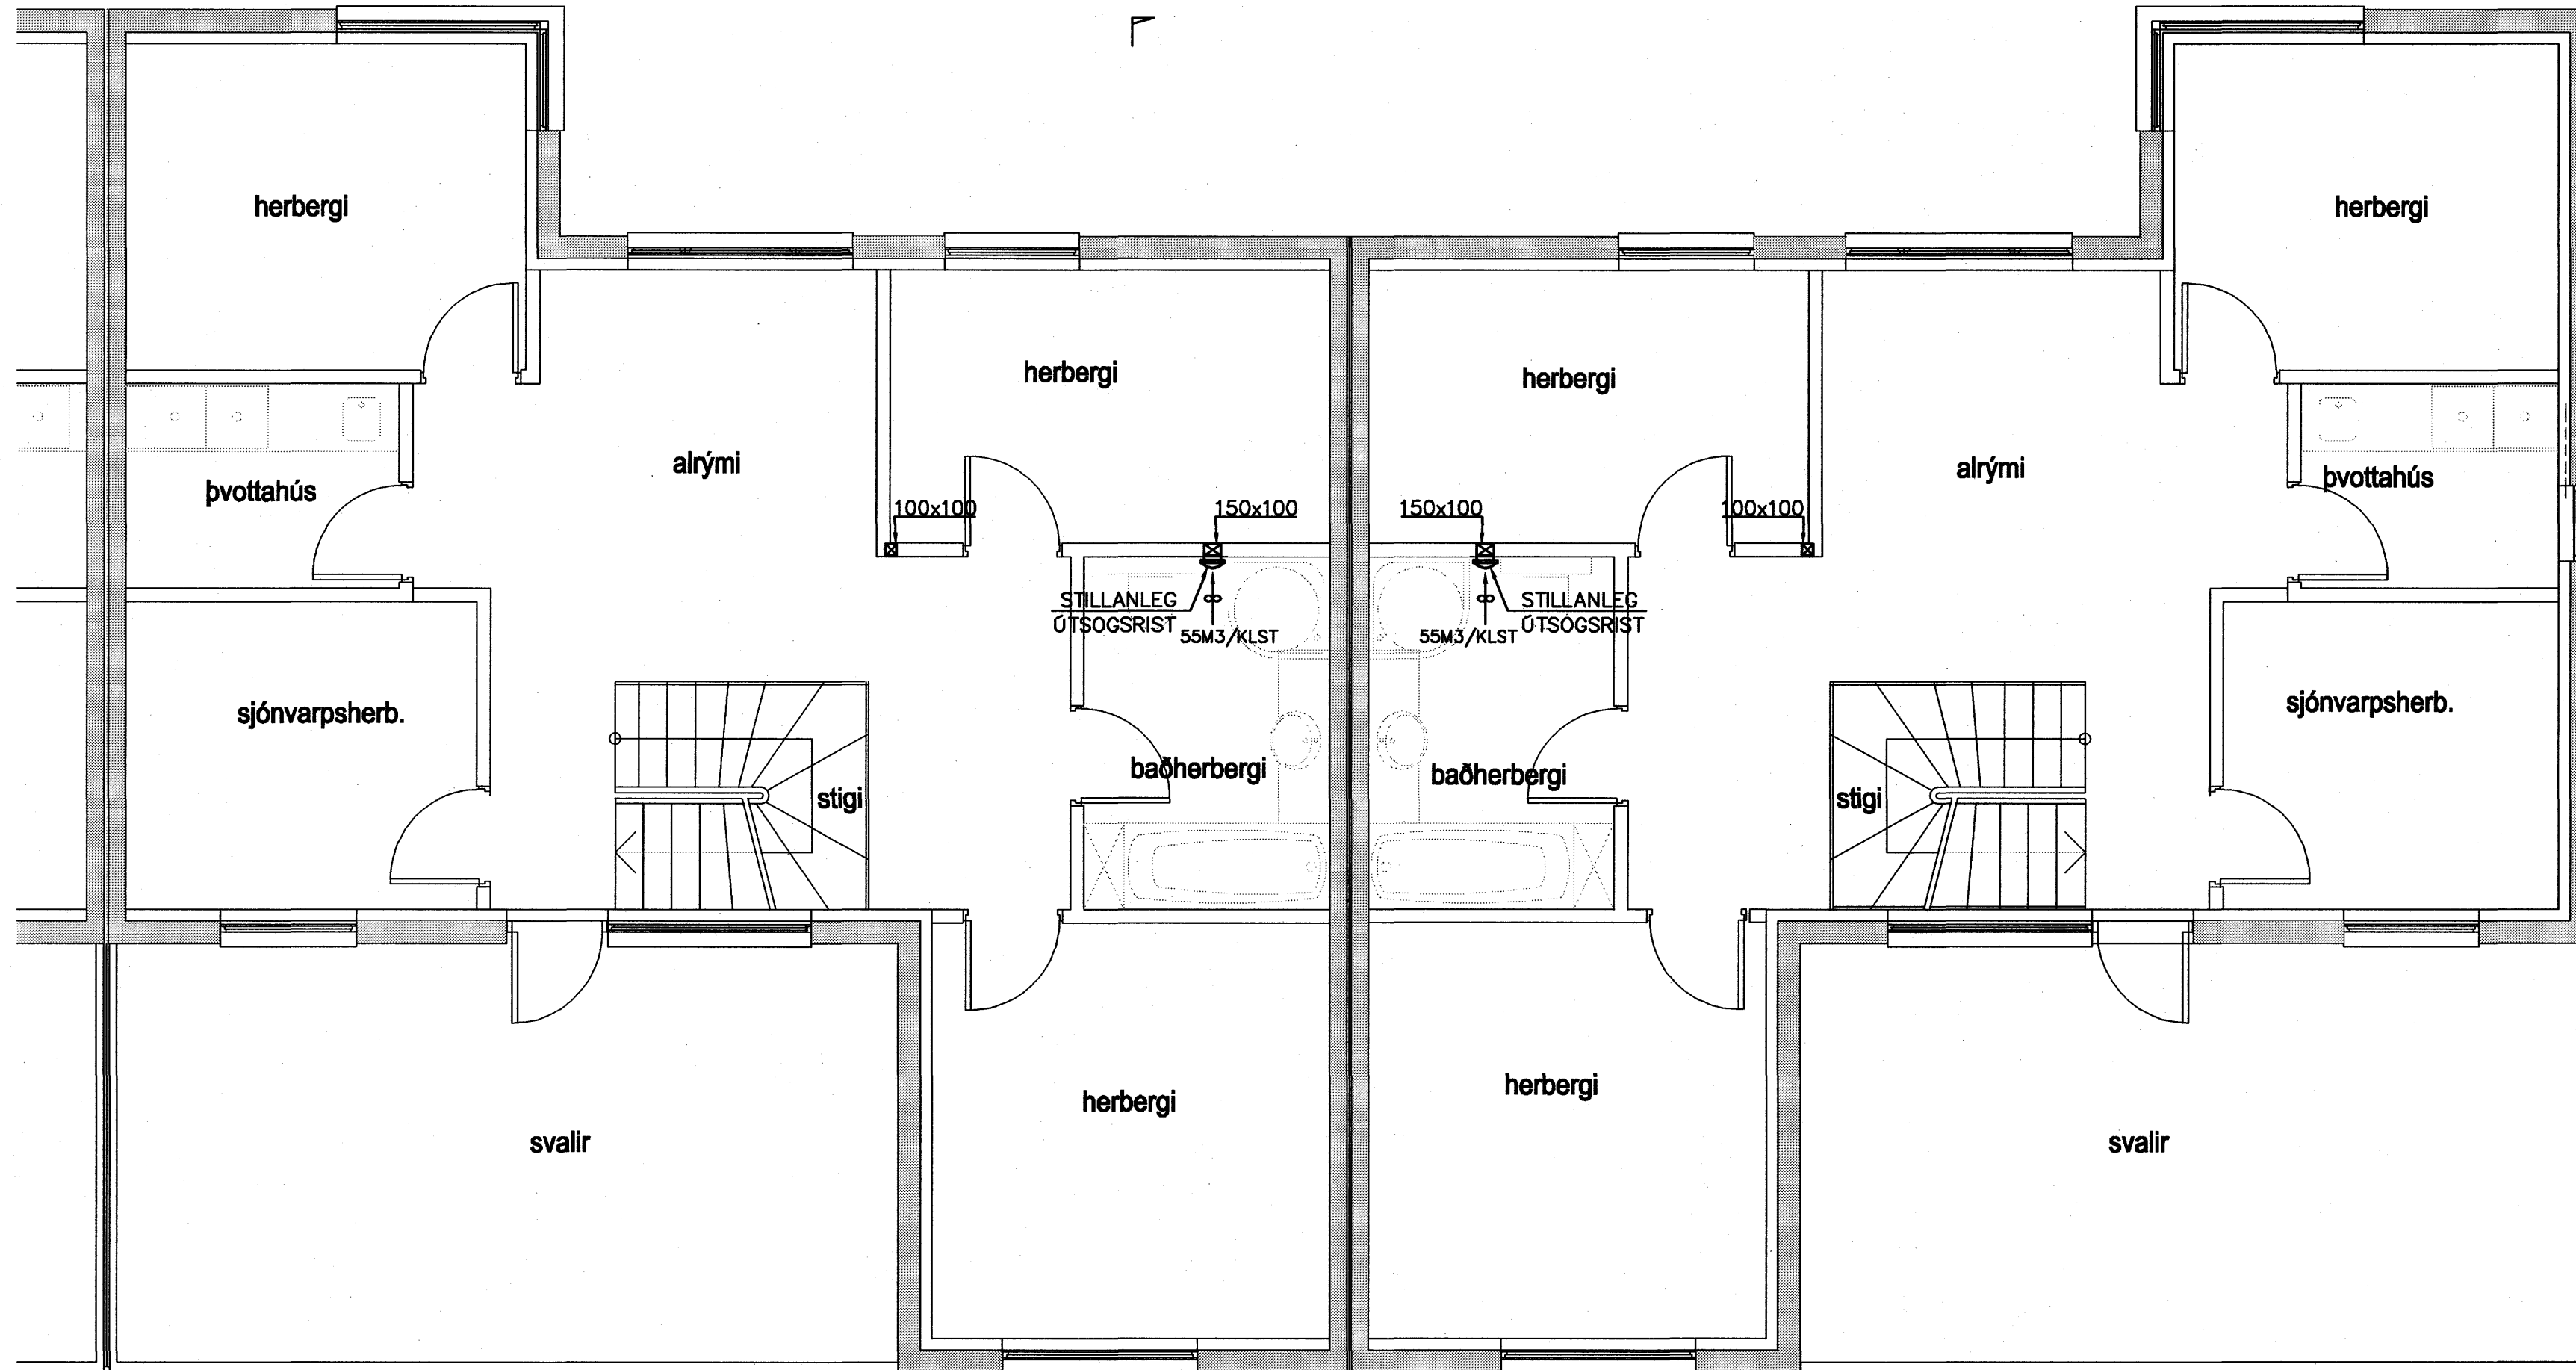 herbergi
herbergi
herbergi
herbergi
alrými
þvottahús
alrými
þvottahús
100x100
150x100
150x100
100x100
STILLANLEG
ÚTSOGSRIST
55M3/KLST
STILLANLEG
ÚTSOGSRIST
55M3/KLST
sjónvarpsherb.
sjónvarpsherb.
stigi
baðherbergi
baðherbergi
stigi
herbergi
herbergi
svalir
svalir